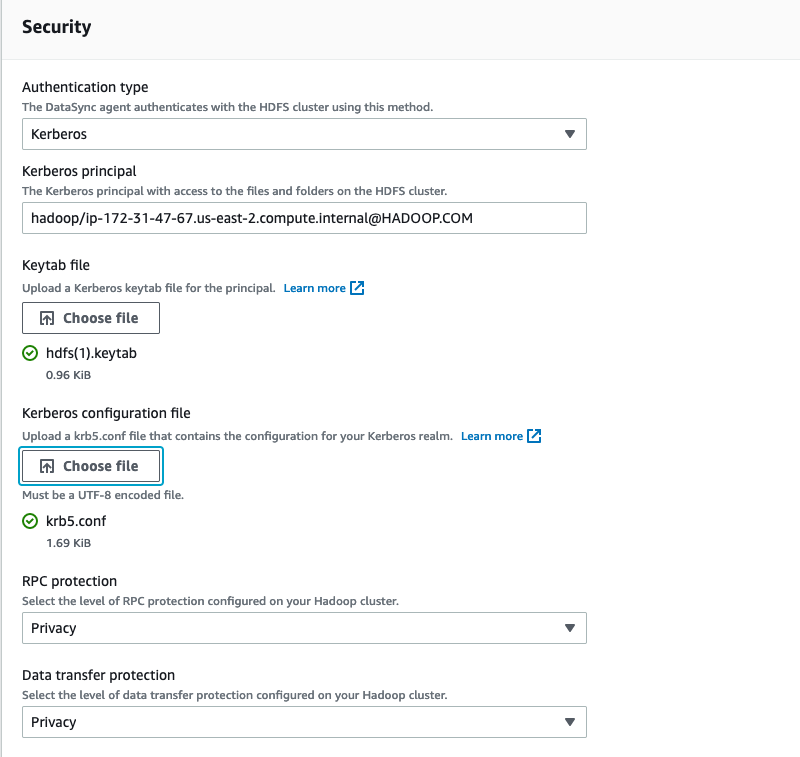 Security
Authentication type
The DataSync agent authenticates with the HDFS cluster using this method.
Kerberos
Kerberos principal
The Kerberos principal with access to the files and folders on the HDFS cluster.
hadoop/ip-172-31-47-67.us-east-2.compute.internal@HADOOP.COM
Keytab file
Upload a Kerberos keytab file for the principal. Learn more
Choose file
hdfs(1).keytab
0.96 KiB
Kerberos configuration file
Upload a krb5.conf file that contains the configuration for your Kerberos realm. Learn more
Choose file
Must be a UTF-8 encoded file.
krb5.conf
1.69 KiB
RPC protection
Select the level of RPC protection configured on your Hadoop cluster.
Privacy
Data transfer protection
Select the level of data transfer protection configured on your Hadoop cluster.
Privacy